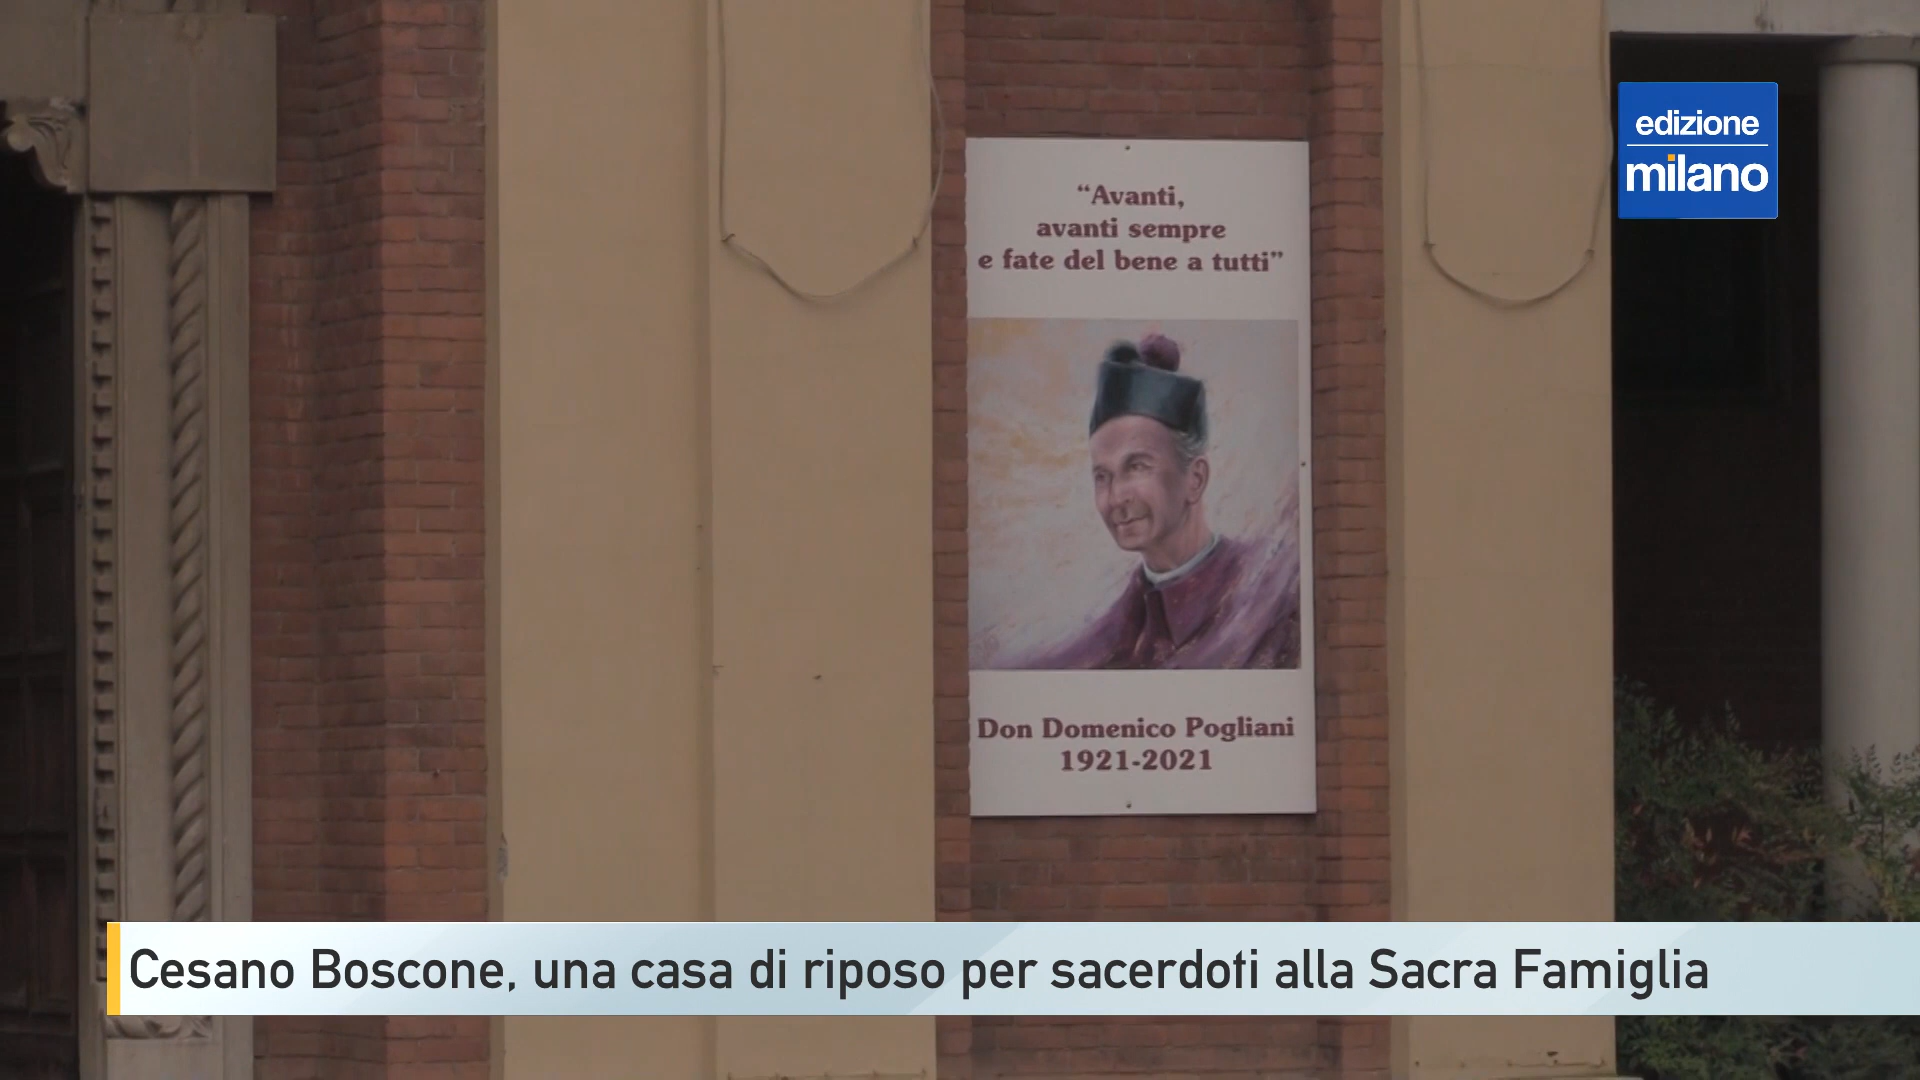 edizione
milano
“Avanti,
avanti sempre
e fate del bene a tutti”
Don Domenico Pogliani
1921-2021
Cesano Boscone, una casa di riposo per sacerdoti alla Sacra Famiglia